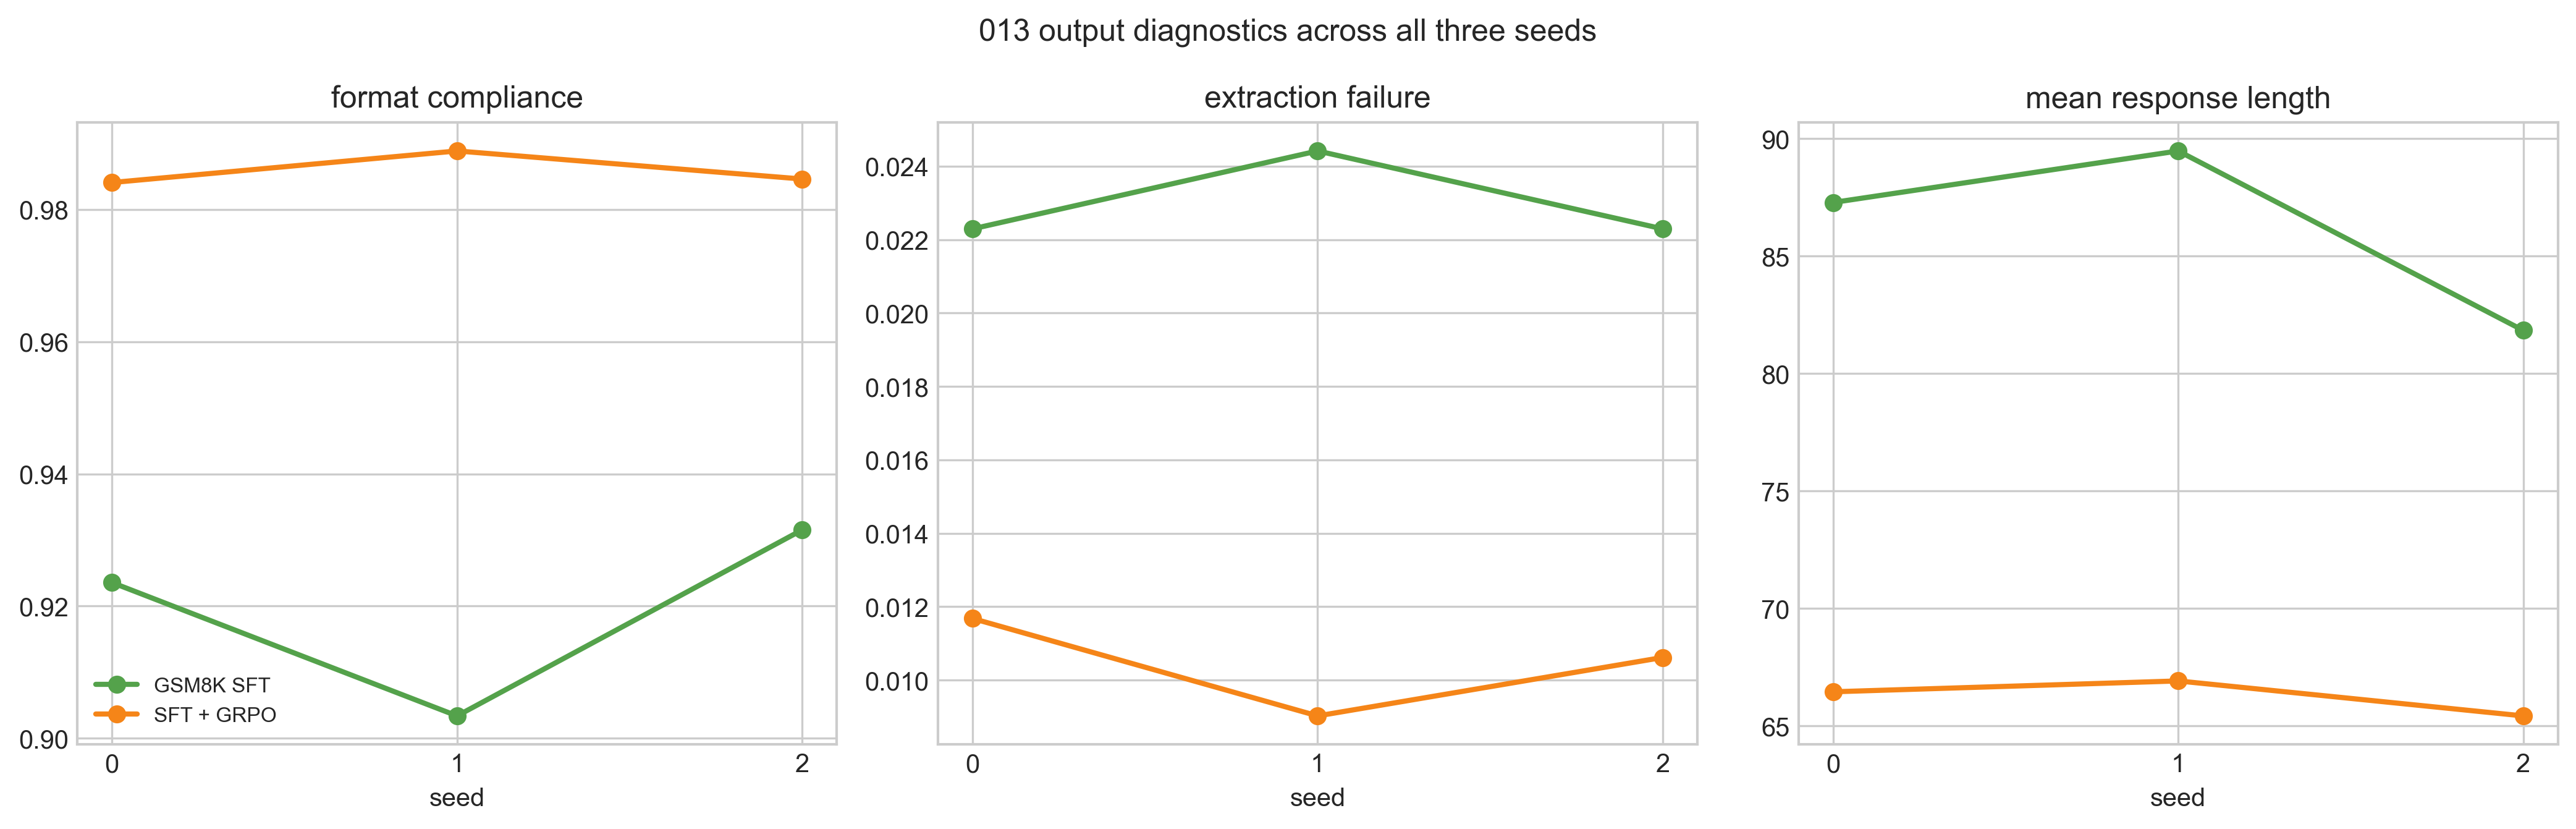 013 output diagnostics across all three seeds
format compliance
0.98
0.96
0.94
0.92
0.90
GSM8K SFT
SFT + GRPO
0 1 2
seed
extraction failure
0.024
0.022
0.020
0.018
0.016
0.014
0.012
0.010
0 1 2
seed
mean response length
90
85
80
75
70
65
0 1 2
seed